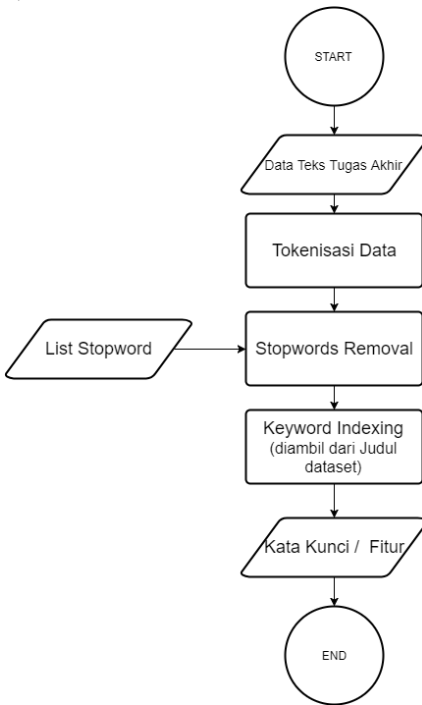 START
Data Teks Tugas Akhir
Tokenisasi Data
List Stopword
Stopwords Removal
Keyword Indexing
(diambil dari Judul
dataset)
Kata Kunci / Fitur
END